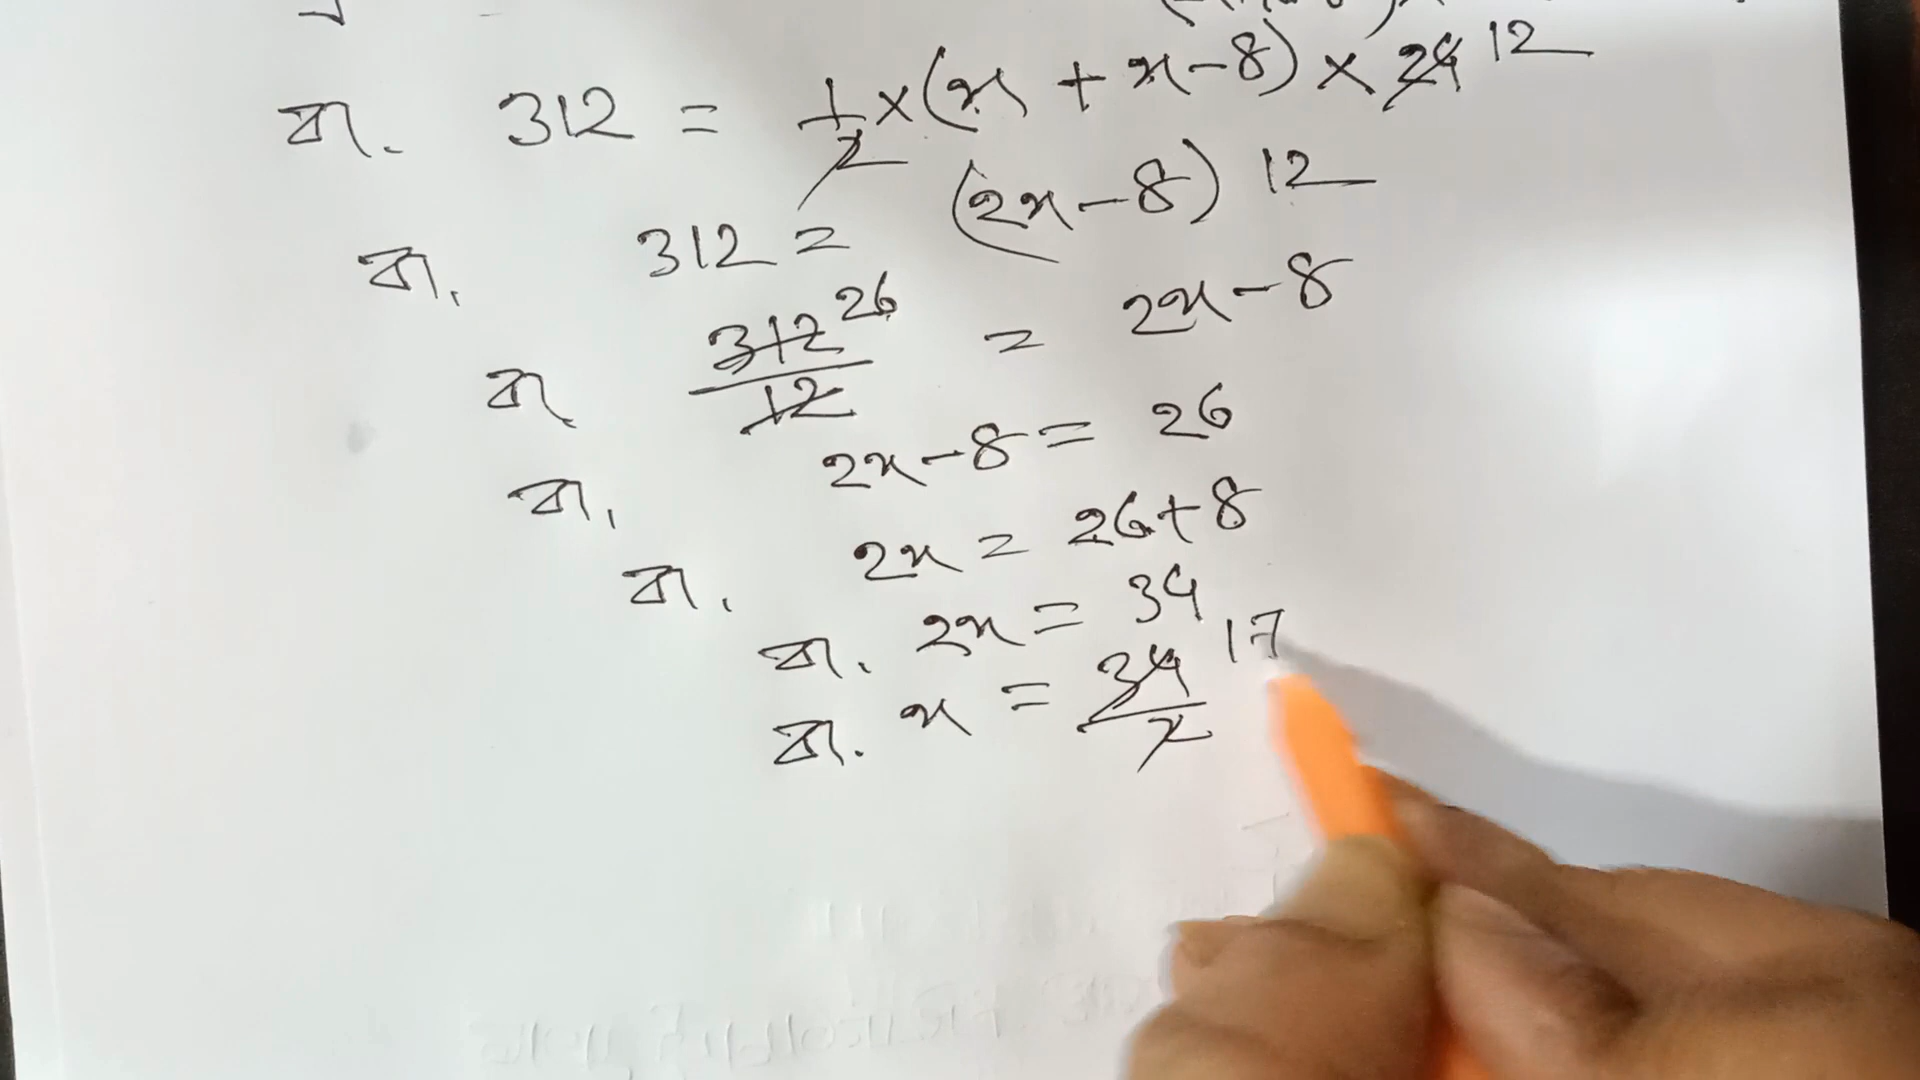 বা. 312 = 1/2 × (x + x - 8) × 24 12
বা. 312 = (2x - 8) 12
বা 312/12 26 = 2x - 8
বা. 2x - 8 = 26
বা. 2x = 26 + 8
বা. 2x = 34
বা. x = 34/2 17